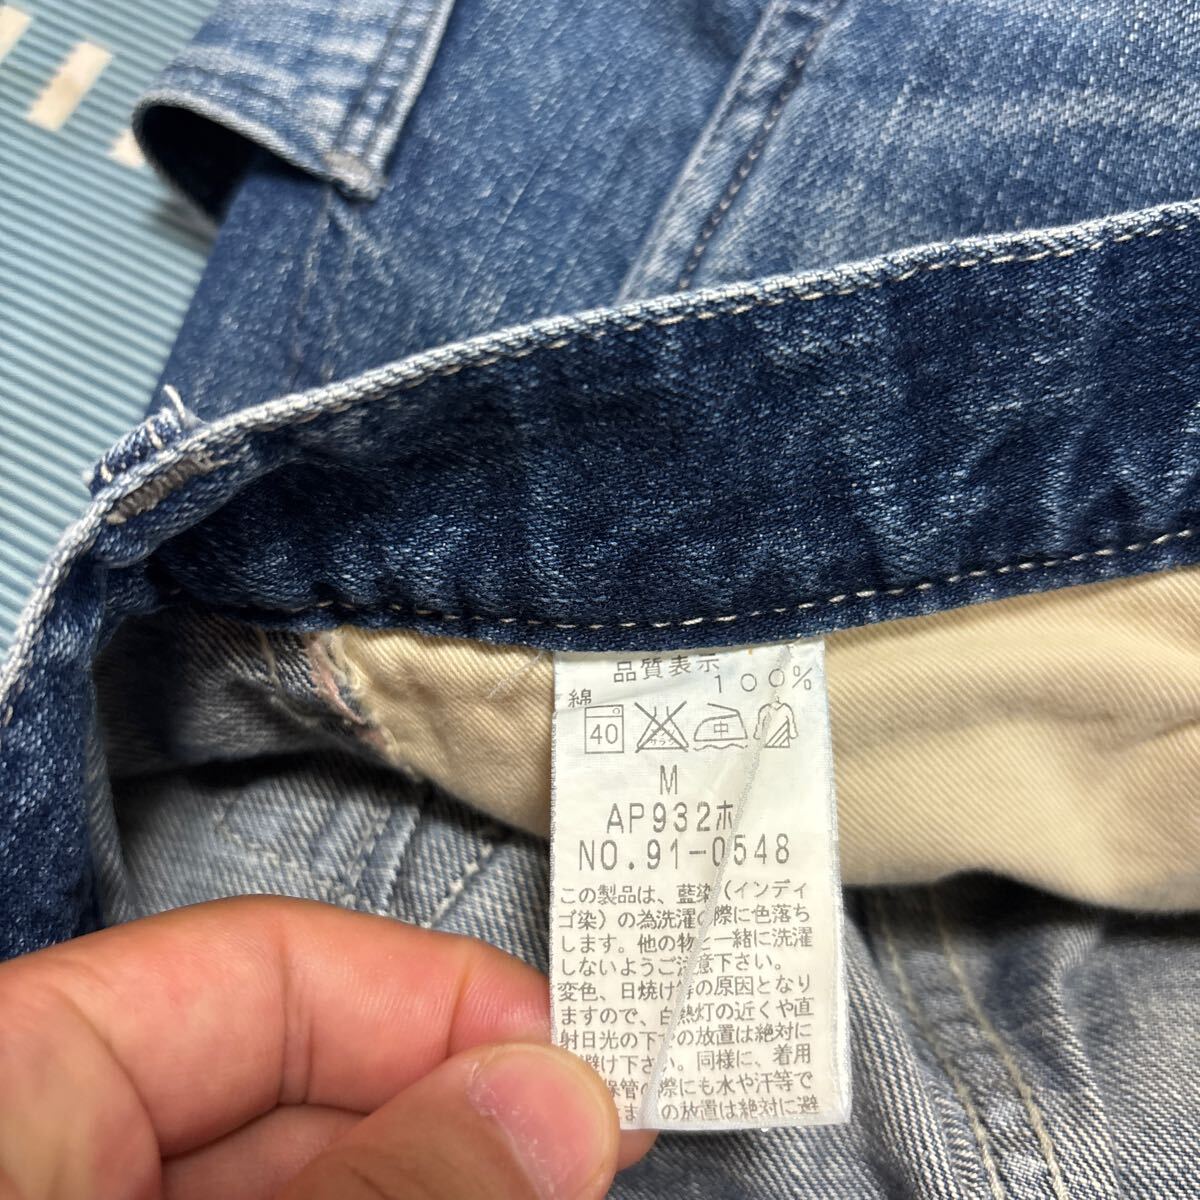 品質表示
綿 100%
40 サラシ 中
M
AP932ホ
NO.91-0548
この製品は、藍染(インディ
ゴ染)の為洗濯の際に色落ち
します。他の物と一緒に洗濯
しないようご注意下さい。
変色、日焼け等の原因となり
ますので、白熱灯の近くや直
射日光の下での放置は絶対に
避け下さい。同様に、着用
保管の際にも水や汗等で
の放置は絶対に避